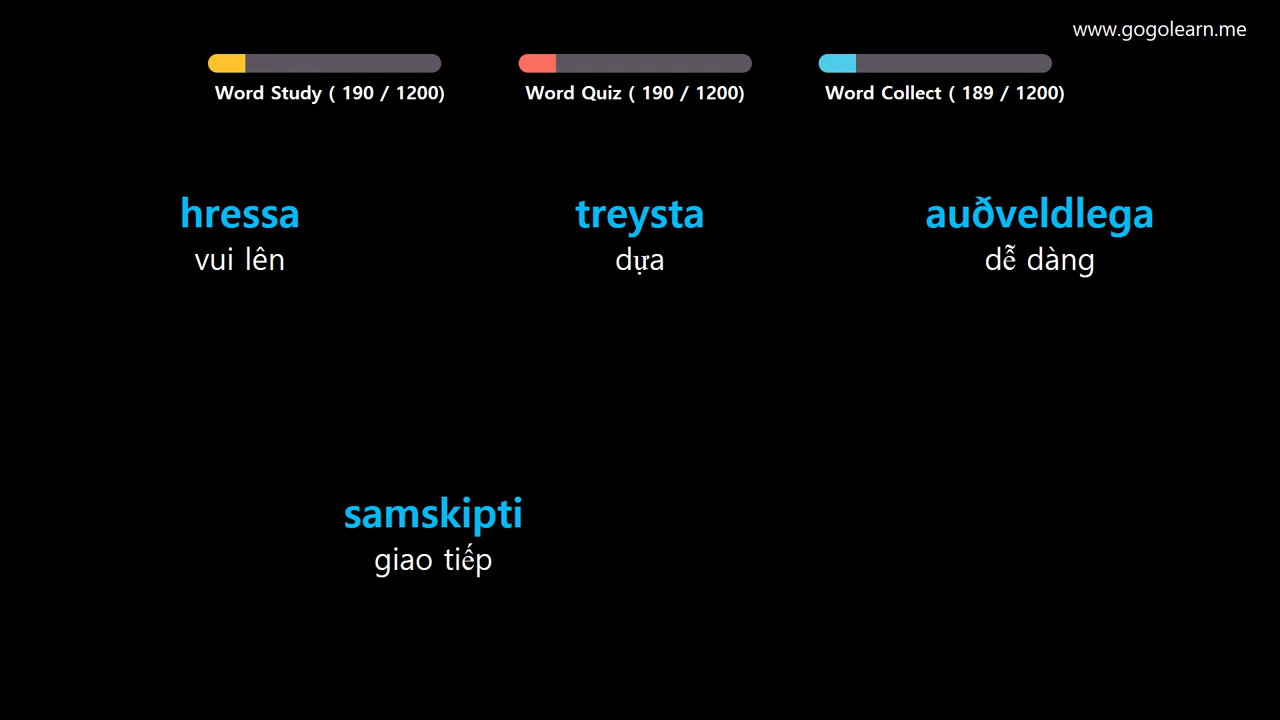 www.gogolearn.me
Word Study ( 190 / 1200)
Word Quiz ( 190 / 1200)
Word Collect ( 189 / 1200)
hressa
vui lên
treysta
dựa
auðveldlega
dễ dàng
samskipti
giao tiếp